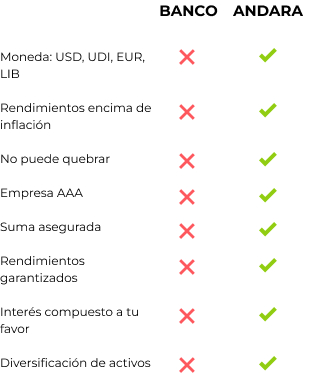 BANCO ANDARA
Moneda: USD, UDI, EUR,
LIB
Rendimientos encima de
inflación
No puede quebrar
Empresa AAA
Suma asegurada
Rendimientos
garantizados
Interés compuesto a tu
favor
Diversificación de activos